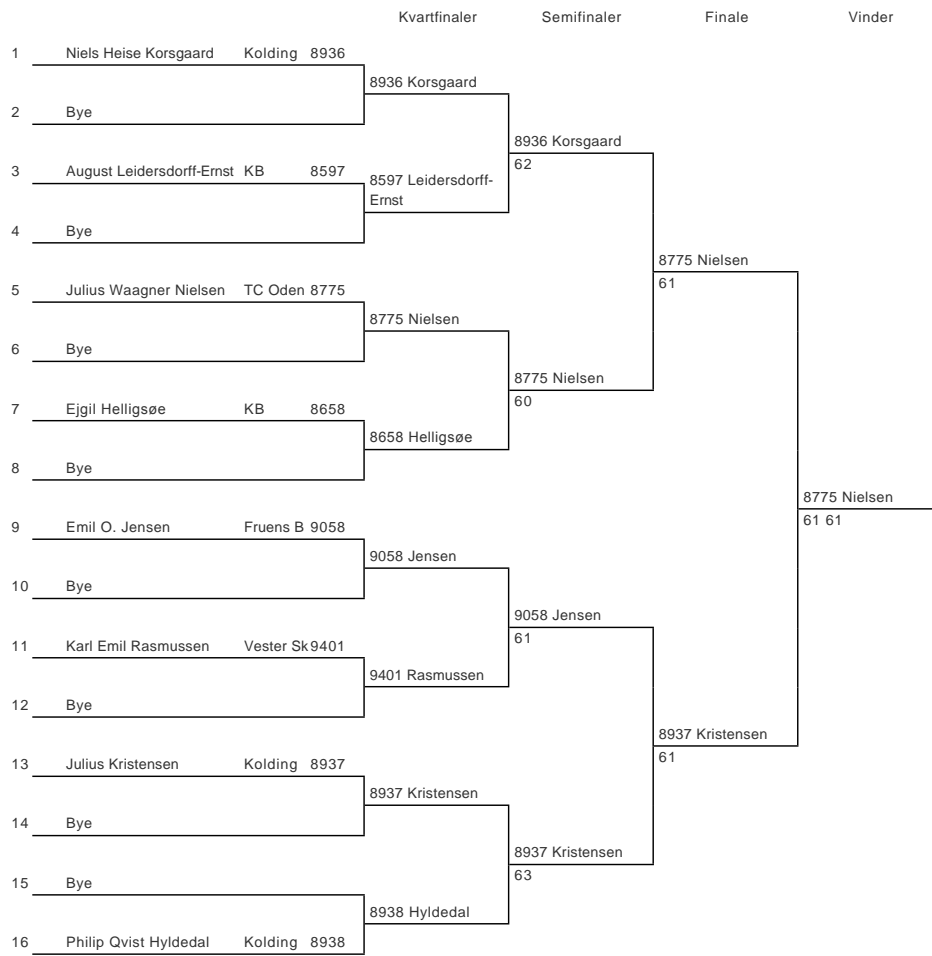 Kvartfinaler Semifinaler Finale Vinder
1 Niels Heise Korsgaard Kolding 8936
8936 Korsgaard
2 Bye
8936 Korsgaard
62
3 August Leidersdorff-Ernst KB 8597
8597 Leidersdorff-
Ernst
4 Bye
8775 Nielsen
61
5 Julius Waagner Nielsen TC Oden 8775
8775 Nielsen
6 Bye
8775 Nielsen
60
7 Ejgil Helligsøe KB 8658
8658 Helligsøe
8 Bye
8775 Nielsen
61 61
9 Emil O. Jensen Fruens B 9058
9058 Jensen
10 Bye
9058 Jensen
61
11 Karl Emil Rasmussen Vester Sk 9401
9401 Rasmussen
12 Bye
8937 Kristensen
61
13 Julius Kristensen Kolding 8937
8937 Kristensen
14 Bye
8937 Kristensen
63
15 Bye
8938 Hyldedal
16 Philip Qvist Hyldedal Kolding 8938